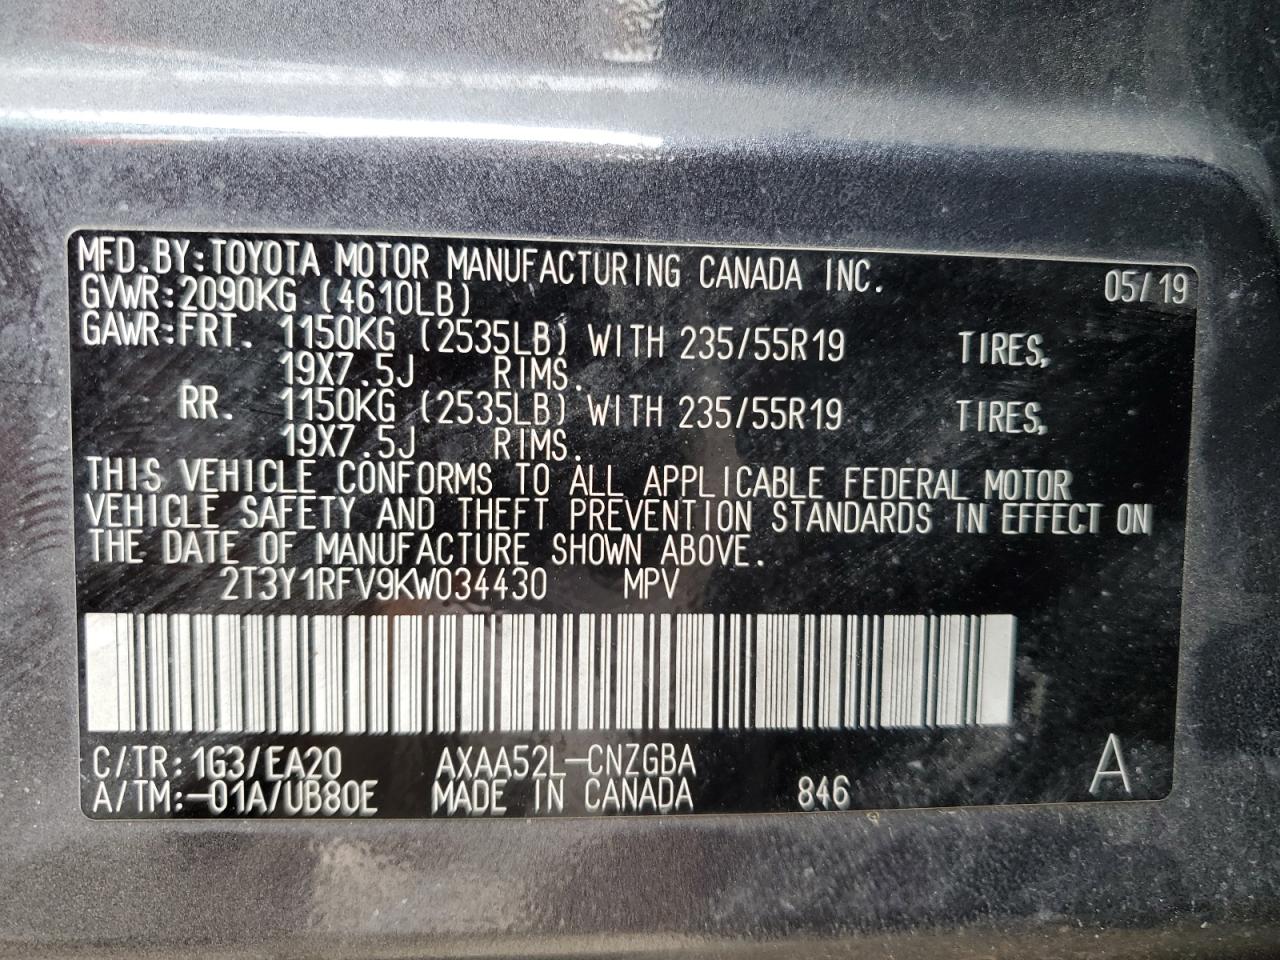 MFD.BY:TOYOTA MOTOR MANUFACTURING CANADA INC. 05/19
GVWR:2090KG (4610LB)
GAWR:FRT. 1150KG (2535LB) WITH 235/55R19 TIRES,
19X7.5J RIMS.
RR. 1150KG (2535LB) WITH 235/55R19 TIRES,
19X7.5J RIMS.
THIS VEHICLE CONFORMS TO ALL APPLICABLE FEDERAL MOTOR
VEHICLE SAFETY AND THEFT PREVENTION STANDARDS IN EFFECT ON
THE DATE OF MANUFACTURE SHOWN ABOVE.
2T3Y1RFV9KW034430 MPV
C/TR:1G3/EA20 AXAA52L-CNZGBA A
A/TM:-01A/UB80E MADE IN CANADA 846